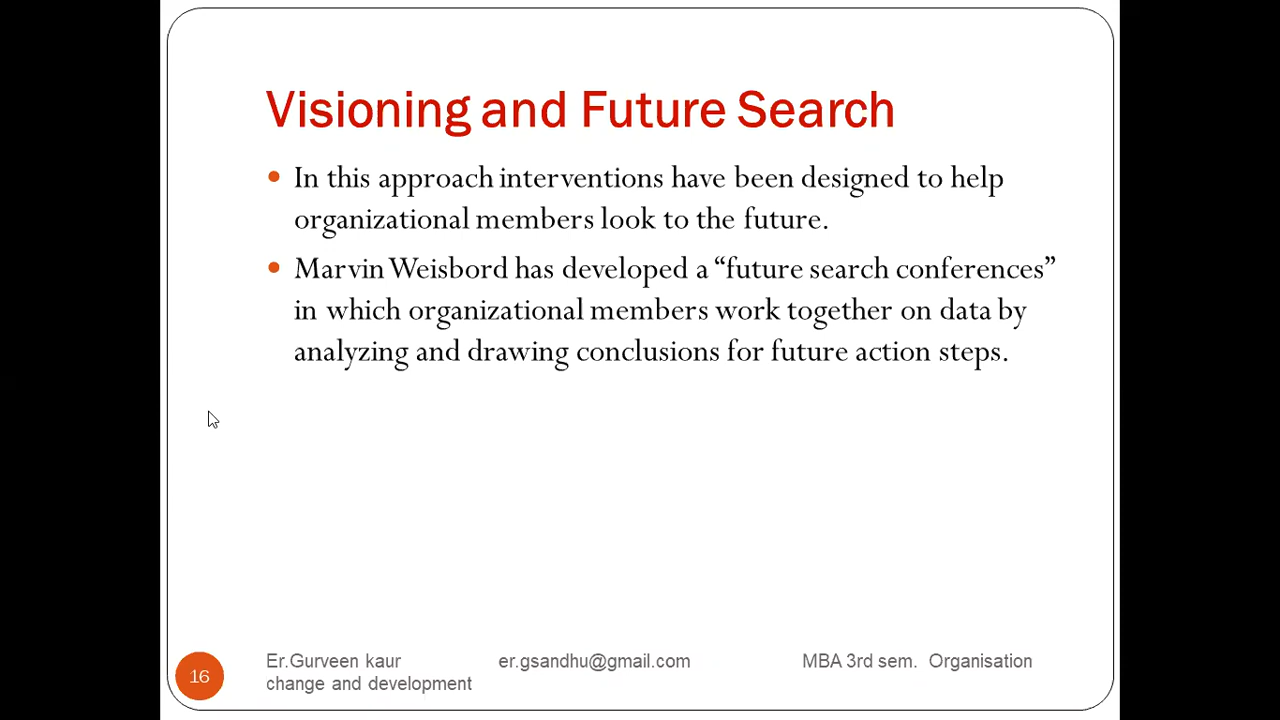 Visioning and Future Search
• In this approach interventions have been designed to help
organizational members look to the future.
• Marvin Weisbord has developed a “future search conferences”
in which organizational members work together on data by
analyzing and drawing conclusions for future action steps.
16
Er.Gurveen kaur er.gsandhu@gmail.com MBA 3rd sem. Organisation
change and development